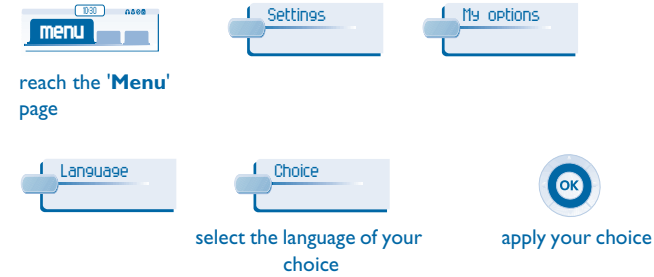 10:30
menu
Settings
My options
reach the 'Menu'
page
Language
Choice
OK
select the language of your
choice
apply your choice